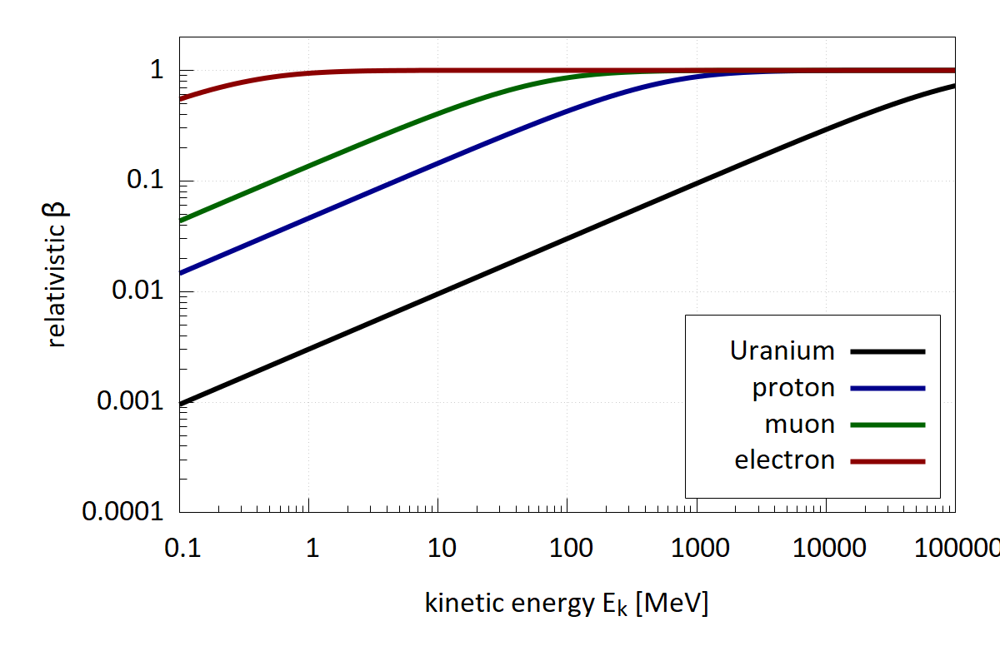 1
0.1
0.01
0.001
0.0001
relativistic β
Uranium
proton
muon
electron
0.1 1 10 100 1000 10000 100000
kinetic energy Ek [MeV]